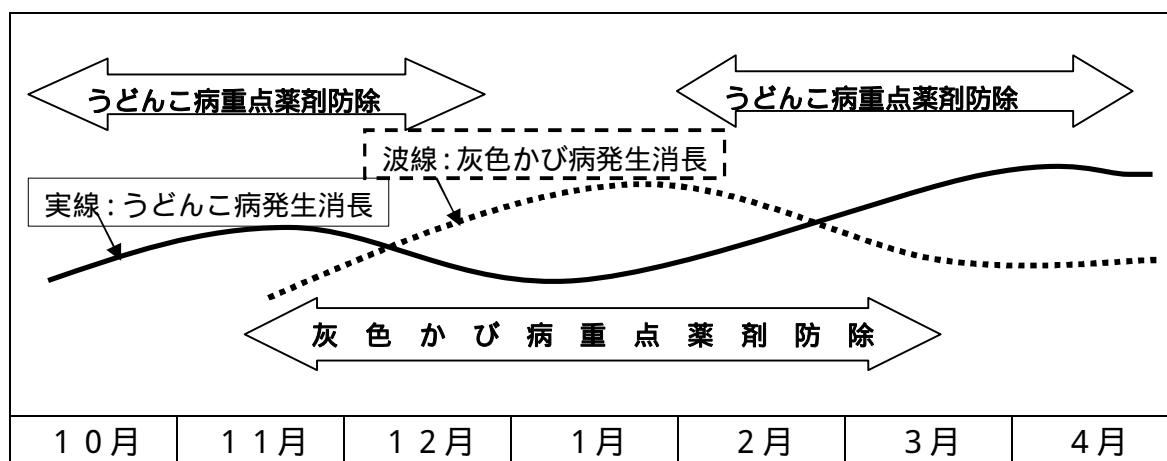 うどんこ病重点薬剤防除
うどんこ病重点薬剤防除
波線：灰色かび病発生消長
実線：うどんこ病発生消長
灰色かび病重点薬剤防除
１０月
１１月
１２月
１月
２月
３月
４月